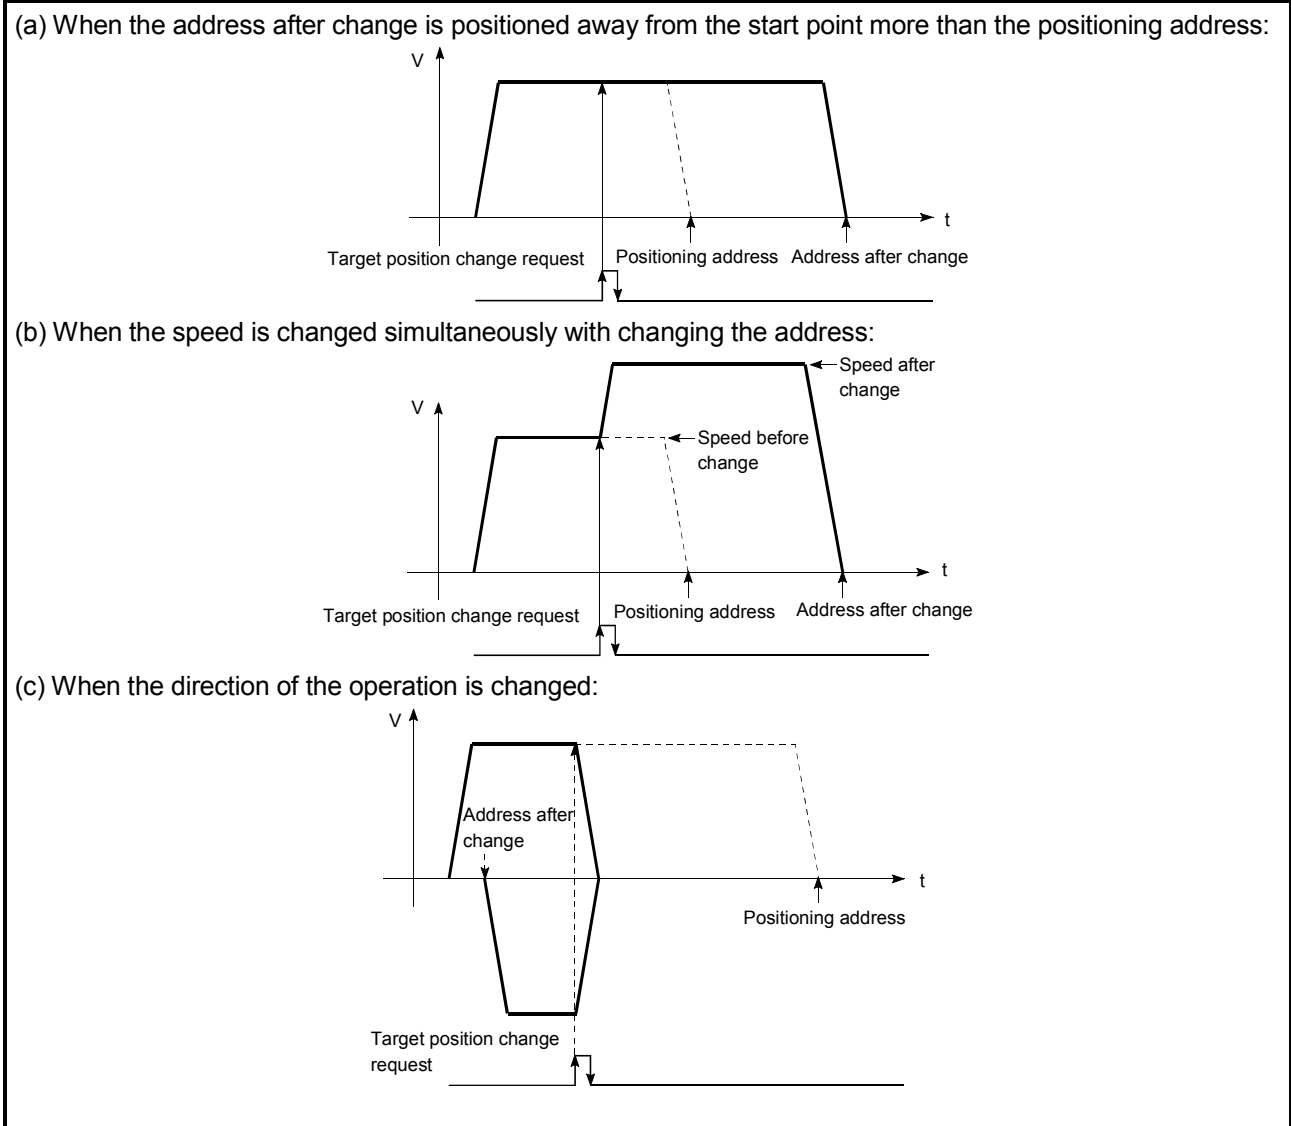 (a) When the address after change is positioned away from the start point more than the positioning address:
V
t
Target position change request
Positioning address
Address after change
(b) When the speed is changed simultaneously with changing the address:
Speed after
change
V
Speed before
change
t
Target position change request
Positioning address
Address after change
(c) When the direction of the operation is changed:
V
Address after
change
t
Positioning address
Target position change
request